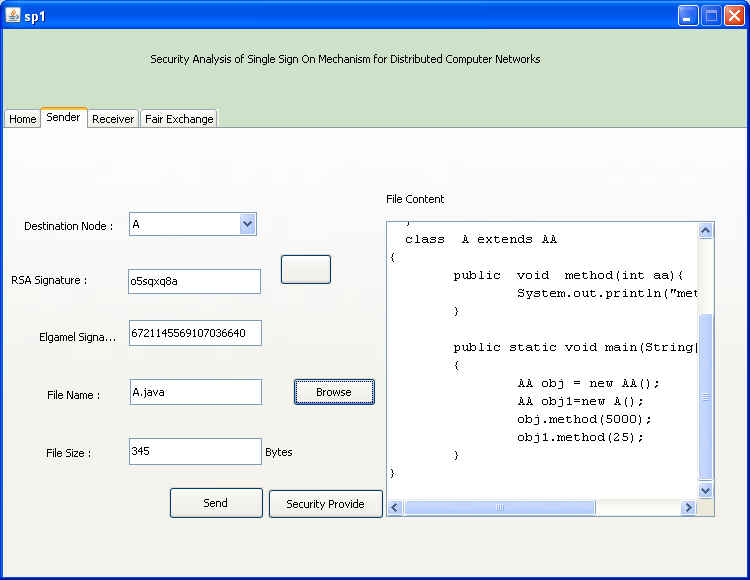 sp1
Security Analysis of Single Sign On Mechanism for Distributed Computer Networks
Home Sender Receiver Fair Exchange
File Content
Destination Node : A
RSA Signature : o5sqxq8a
Elgamel Signa... 6721145569107036640
File Name : A.java Browse
File Size : 345 Bytes
Send Security Provide
class A extends AA
{
public void method(int aa){
System.out.println("met
}
public static void main(String[
{
AA obj = new AA();
AA obj1=new A();
obj.method(5000);
obj1.method(25);
}
}